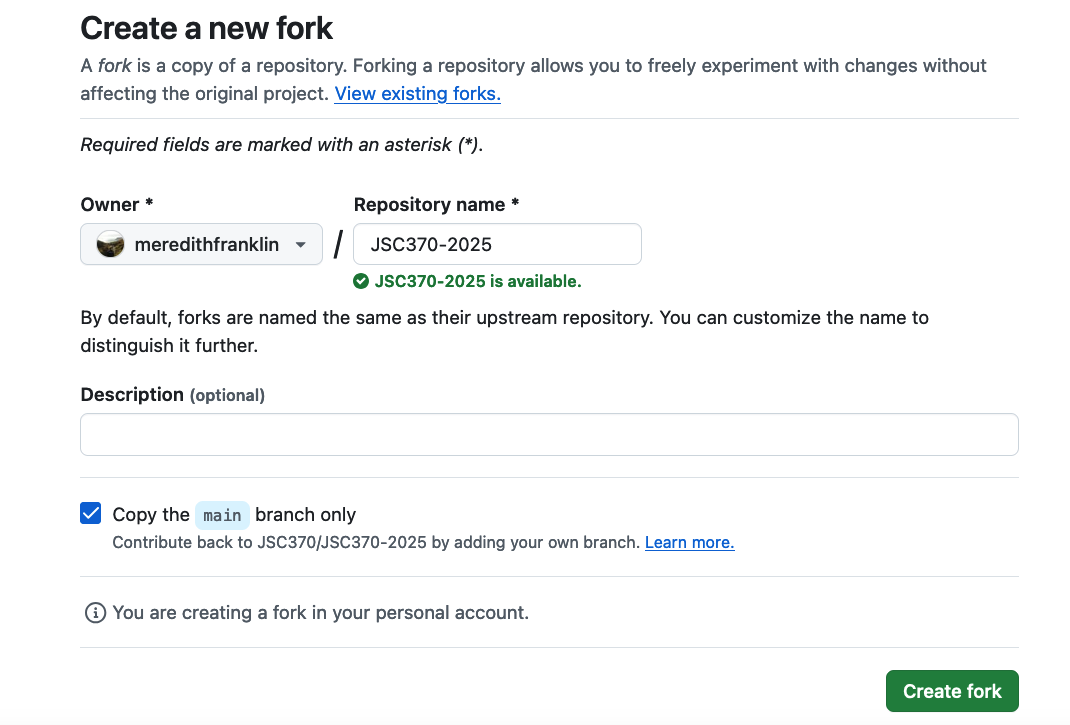 Create a new fork
A fork is a copy of a repository. Forking a repository allows you to freely experiment with changes without
affecting the original project. View existing forks.
Required fields are marked with an asterisk (*).
Owner *
Repository name *
meredithfranklin
/
JSC370-2025
JSC370-2025 is available.
By default, forks are named the same as their upstream repository. You can customize the name to
distinguish it further.
Description (optional)
Copy the main branch only
Contribute back to JSC370/JSC370-2025 by adding your own branch. Learn more.
You are creating a fork in your personal account.
Create fork